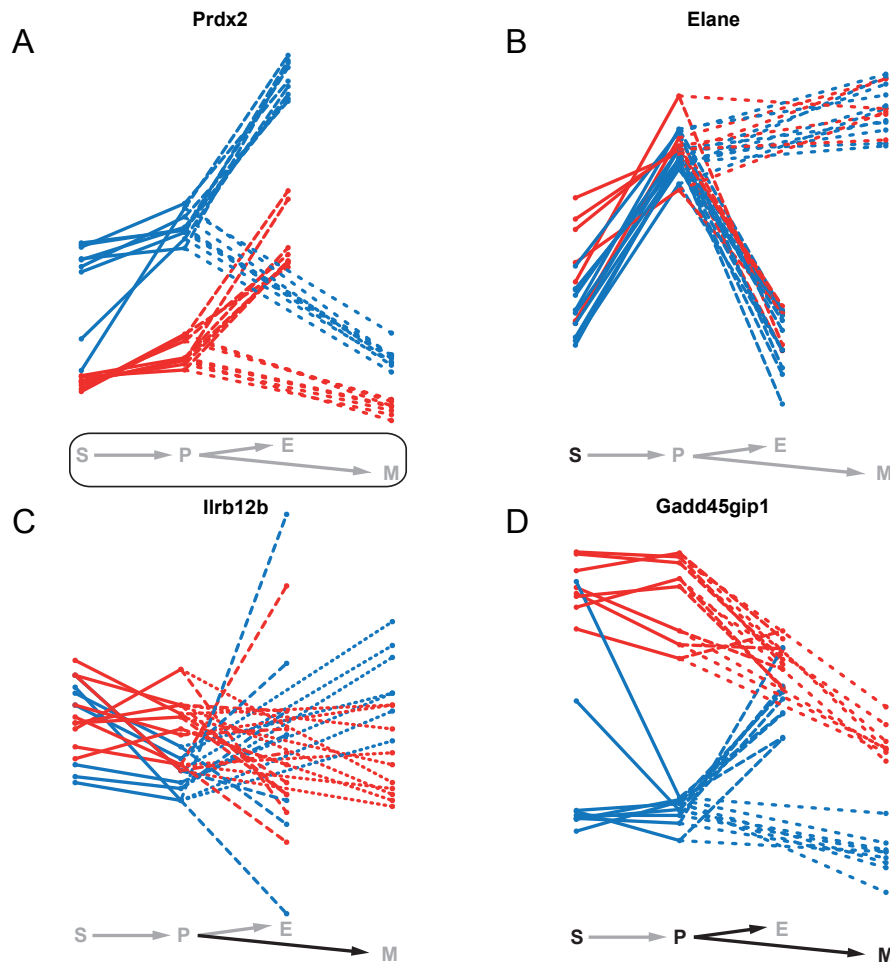 Prdx2
Elane
A
B
S P E M
S P E M
Ilrb12b
Gadd45gip1
C
D
S P E M
S P E M